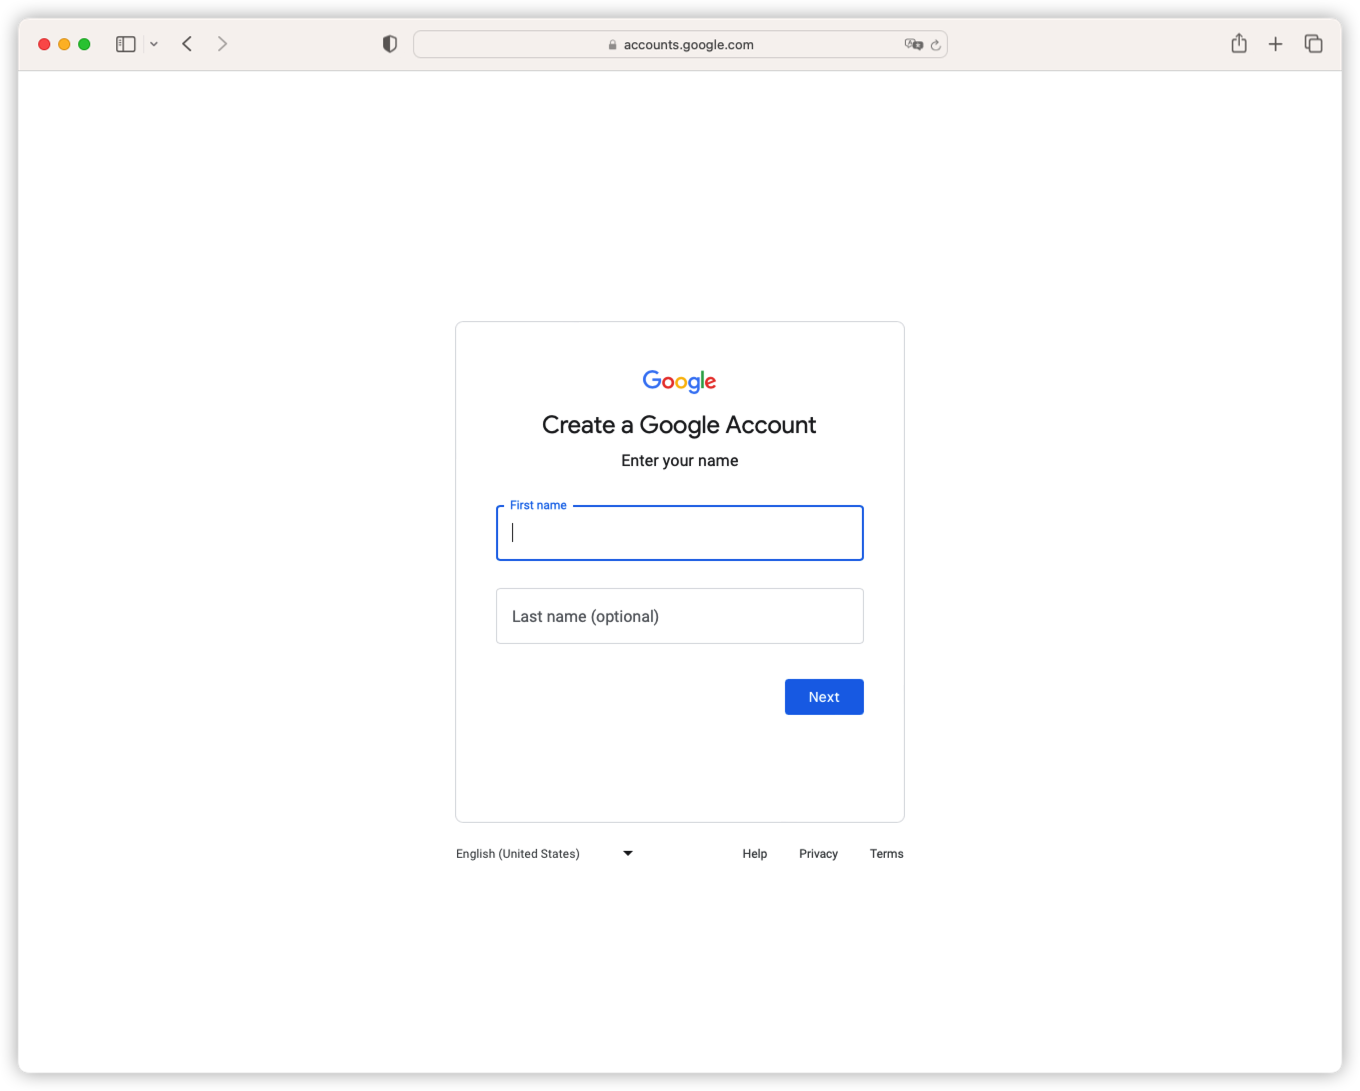 accounts.google.com
Google
Create a Google Account
Enter your name
First name
Last name (optional)
Next
English (United States) Help Privacy Terms